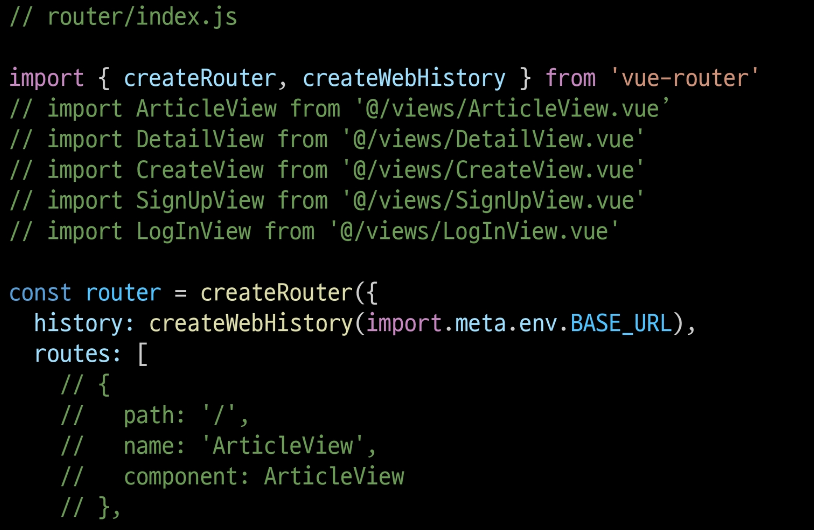 // router/index.js
import { createRouter, createWebHistory } from 'vue-router'
// import ArticleView from '@/views/ArticleView.vue’
// import DetailView from '@/views/DetailView.vue'
// import CreateView from '@/views/CreateView.vue'
// import SignUpView from '@/views/SignUpView.vue'
// import LogInView from '@/views/LogInView.vue'
const router = createRouter({
  history: createWebHistory(import.meta.env.BASE_URL),
  routes: [
    // {
    //   path: '/',
    //   name: 'ArticleView',
    //   component: ArticleView
    // },